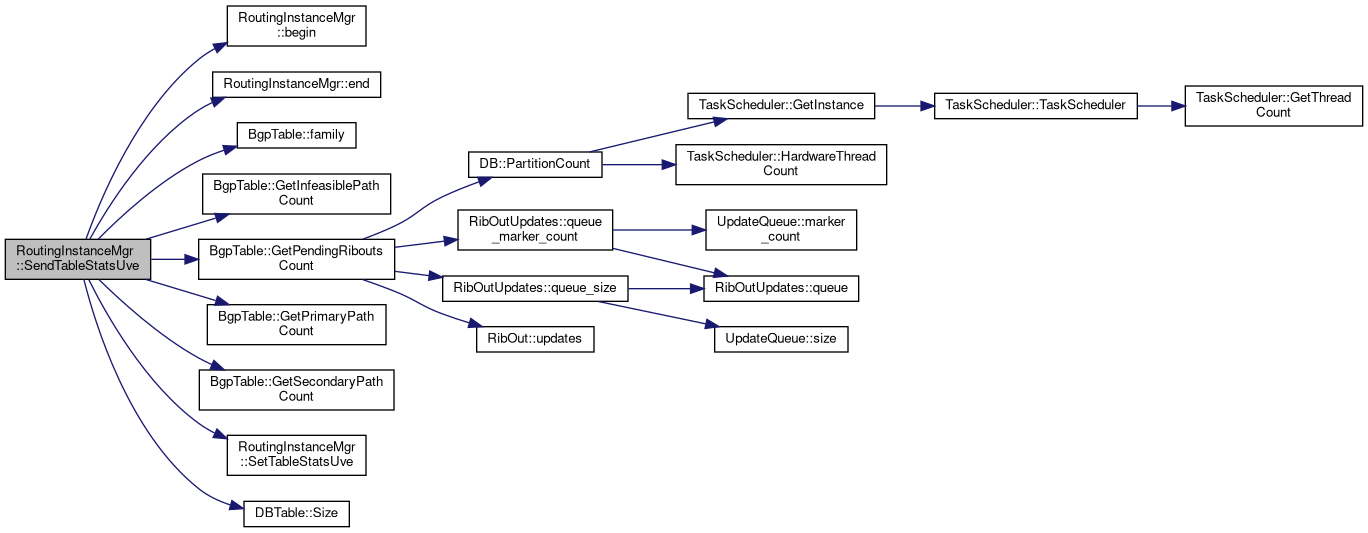 RoutingInstanceMgr
::SendTableStatsUve
RoutingInstanceMgr
::begin
RoutingInstanceMgr::end
BgpTable::family
BgpTable::GetInfeasiblePath
Count
BgpTable::GetPendingRibouts
Count
BgpTable::GetPrimaryPath
Count
BgpTable::GetSecondaryPath
Count
RoutingInstanceMgr
::SetTableStatsUve
DBTable::Size
DB::PartitionCount
RibOutUpdates::queue
_marker_count
RibOutUpdates::queue_size
RibOut::updates
TaskScheduler::GetInstance
TaskScheduler::HardwareThread
Count
UpdateQueue::marker
_count
RibOutUpdates::queue
UpdateQueue::size
TaskScheduler::TaskScheduler
TaskScheduler::GetThread
Count